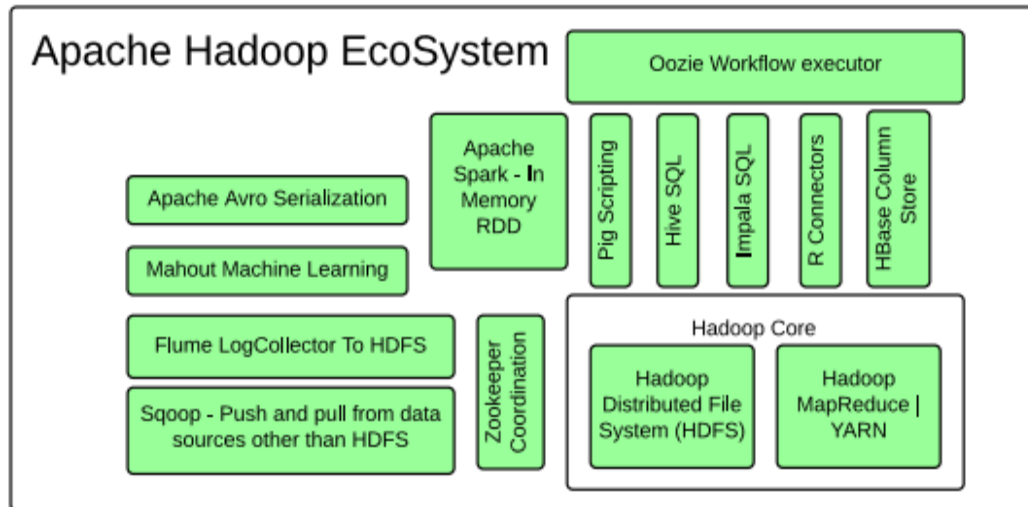 Apache Hadoop EcoSystem
Oozie Workflow executor
Apache
Spark - In
Memory
RDD
Pig Scripting
Hive SQL
Impala SQL
R Connectors
HBase Column
Store
Apache Avro Serialization
Mahout Machine Learning
Flume LogCollector To HDFS
Sqoop - Push and pull from data
sources other than HDFS
Zookeeper
Coordination
Hadoop Core
Hadoop
Distributed File
System (HDFS)
Hadoop
MapReduce |
YARN